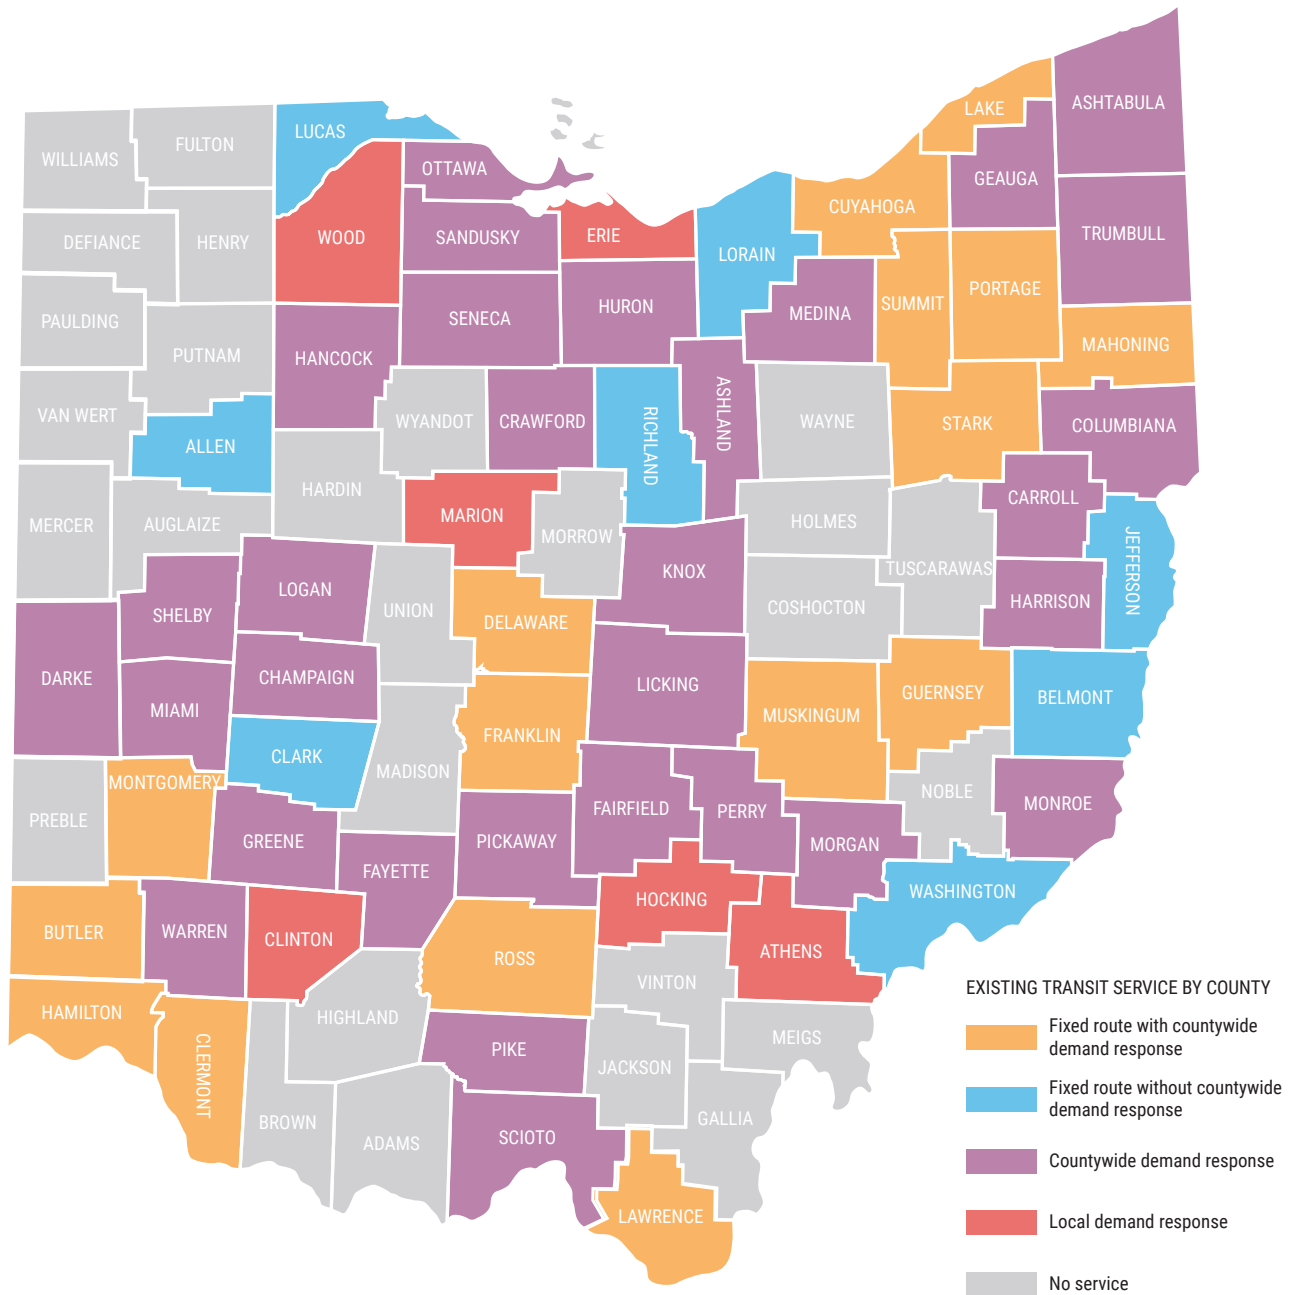 LAKE
ASHTABULA
LUCAS
FULTON
WILLIAMS
OTTAWA
GEAUGA
CUYAHOGA
WOOD
ERIE
SANDUSKY
TRUMBULL
DEFIANCE
HENRY
LORAIN
PORTAGE
SUMMIT
HURON
MEDINA
SENECA
PAULDING
MAHONING
PUTNAM
HANCOCK
ASHLAND
VAN WERT
WYANDOT
CRAWFORD
RICHLAND
WAYNE
STARK
COLUMBIANA
ALLEN
HARDIN
CARROLL
MERCER
AUGLAIZE
MARION
HOLMES
MORROW
JEFFERSON
KNOX
TUSCARAWAS
LOGAN
HARRISON
SHELBY
UNION
DELAWARE
COSHOCTON
DARKE
CHAMPAIGN
LICKING
GUERNSEY
BELMONT
MIAMI
MUSKINGUM
FRANKLIN
CLARK
MADISON
MONTGOMERY
NOBLE
MONROE
FAIRFIELD
PERRY
PREBLE
GREENE
PICKAWAY
MORGAN
FAYETTE
WASHINGTON
HOCKING
BUTLER
WARREN
CLINTON
ATHENS
ROSS
VINTON
HAMILTON
HIGHLAND
MEIGS
PIKE
JACKSON
CLERMONT
BROWN
GALLIA
ADAMS
SCIOTO
LAWRENCE
EXISTING TRANSIT SERVICE BY COUNTY
Fixed route with countywide
demand response
Fixed route without countywide
demand response
Countywide demand response
Local demand response
No service